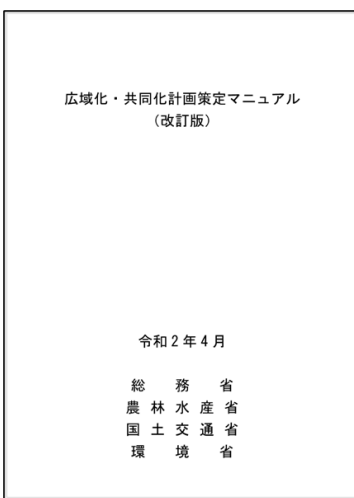 広域化・共同化計画策定マニュアル
(改訂版)
令和2年4月
総務省
農林水産省
国土交通省
環境省